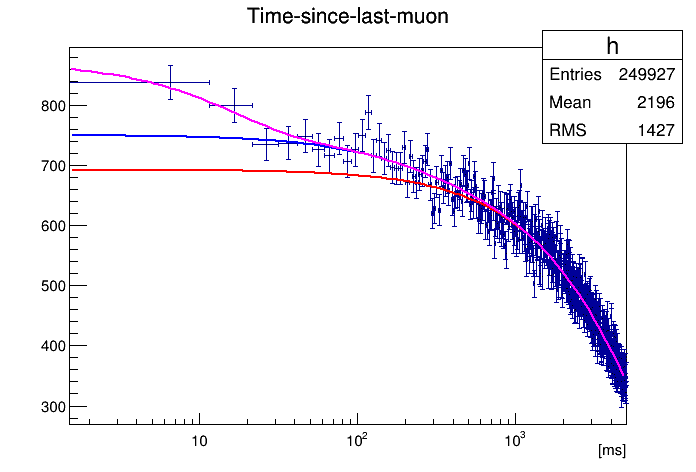 Time-since-last-muon
h
Entries 249927
Mean 2196
RMS 1427
800
700
600
500
400
300
10
10²
10³
[ms]